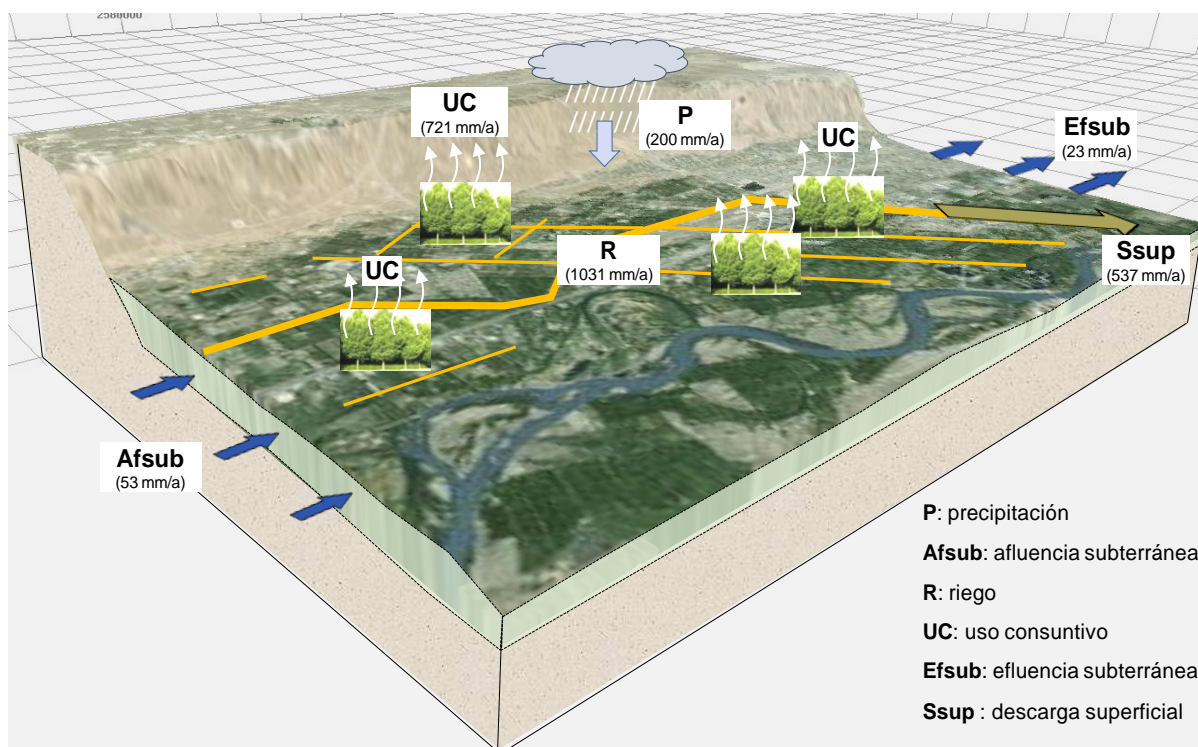 2580000
UC
(721 mm/a)
P
(200 mm/a)
UC
Efsub
(23 mm/a)
R
(1031 mm/a)
Ssup
(537 mm/a)
UC
Afsub
(53 mm/a)
P: precipitación
Afsub: afluencia subterránea
R: riego
UC: uso consuntivo
Efsub: efluencia subterránea
Ssup : descarga superficial